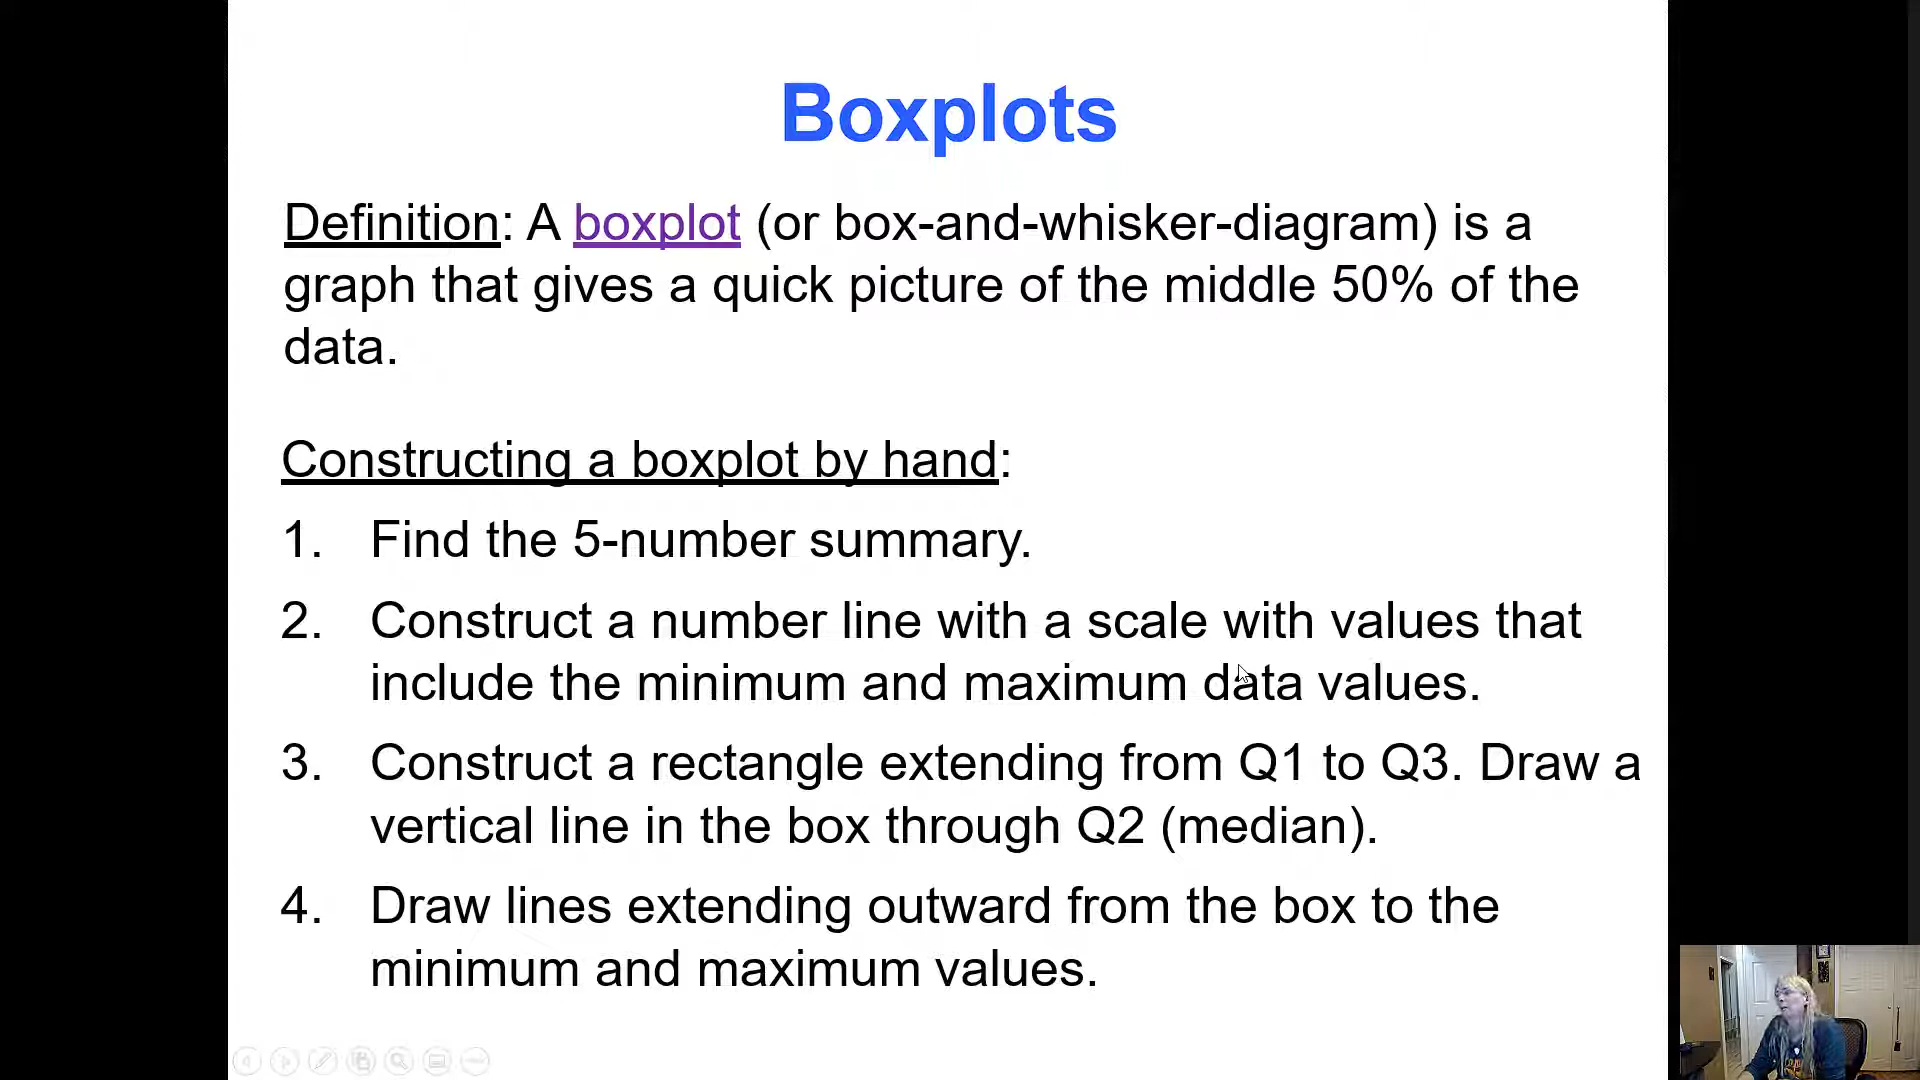 Boxplots
Definition: A boxplot (or box-and-whisker-diagram) is a
graph that gives a quick picture of the middle 50% of the
data.
Constructing a boxplot by hand:
1. Find the 5-number summary.
2. Construct a number line with a scale with values that
include the minimum and maximum data values.
3. Construct a rectangle extending from Q1 to Q3. Draw a
vertical line in the box through Q2 (median).
4. Draw lines extending outward from the box to the
minimum and maximum values.